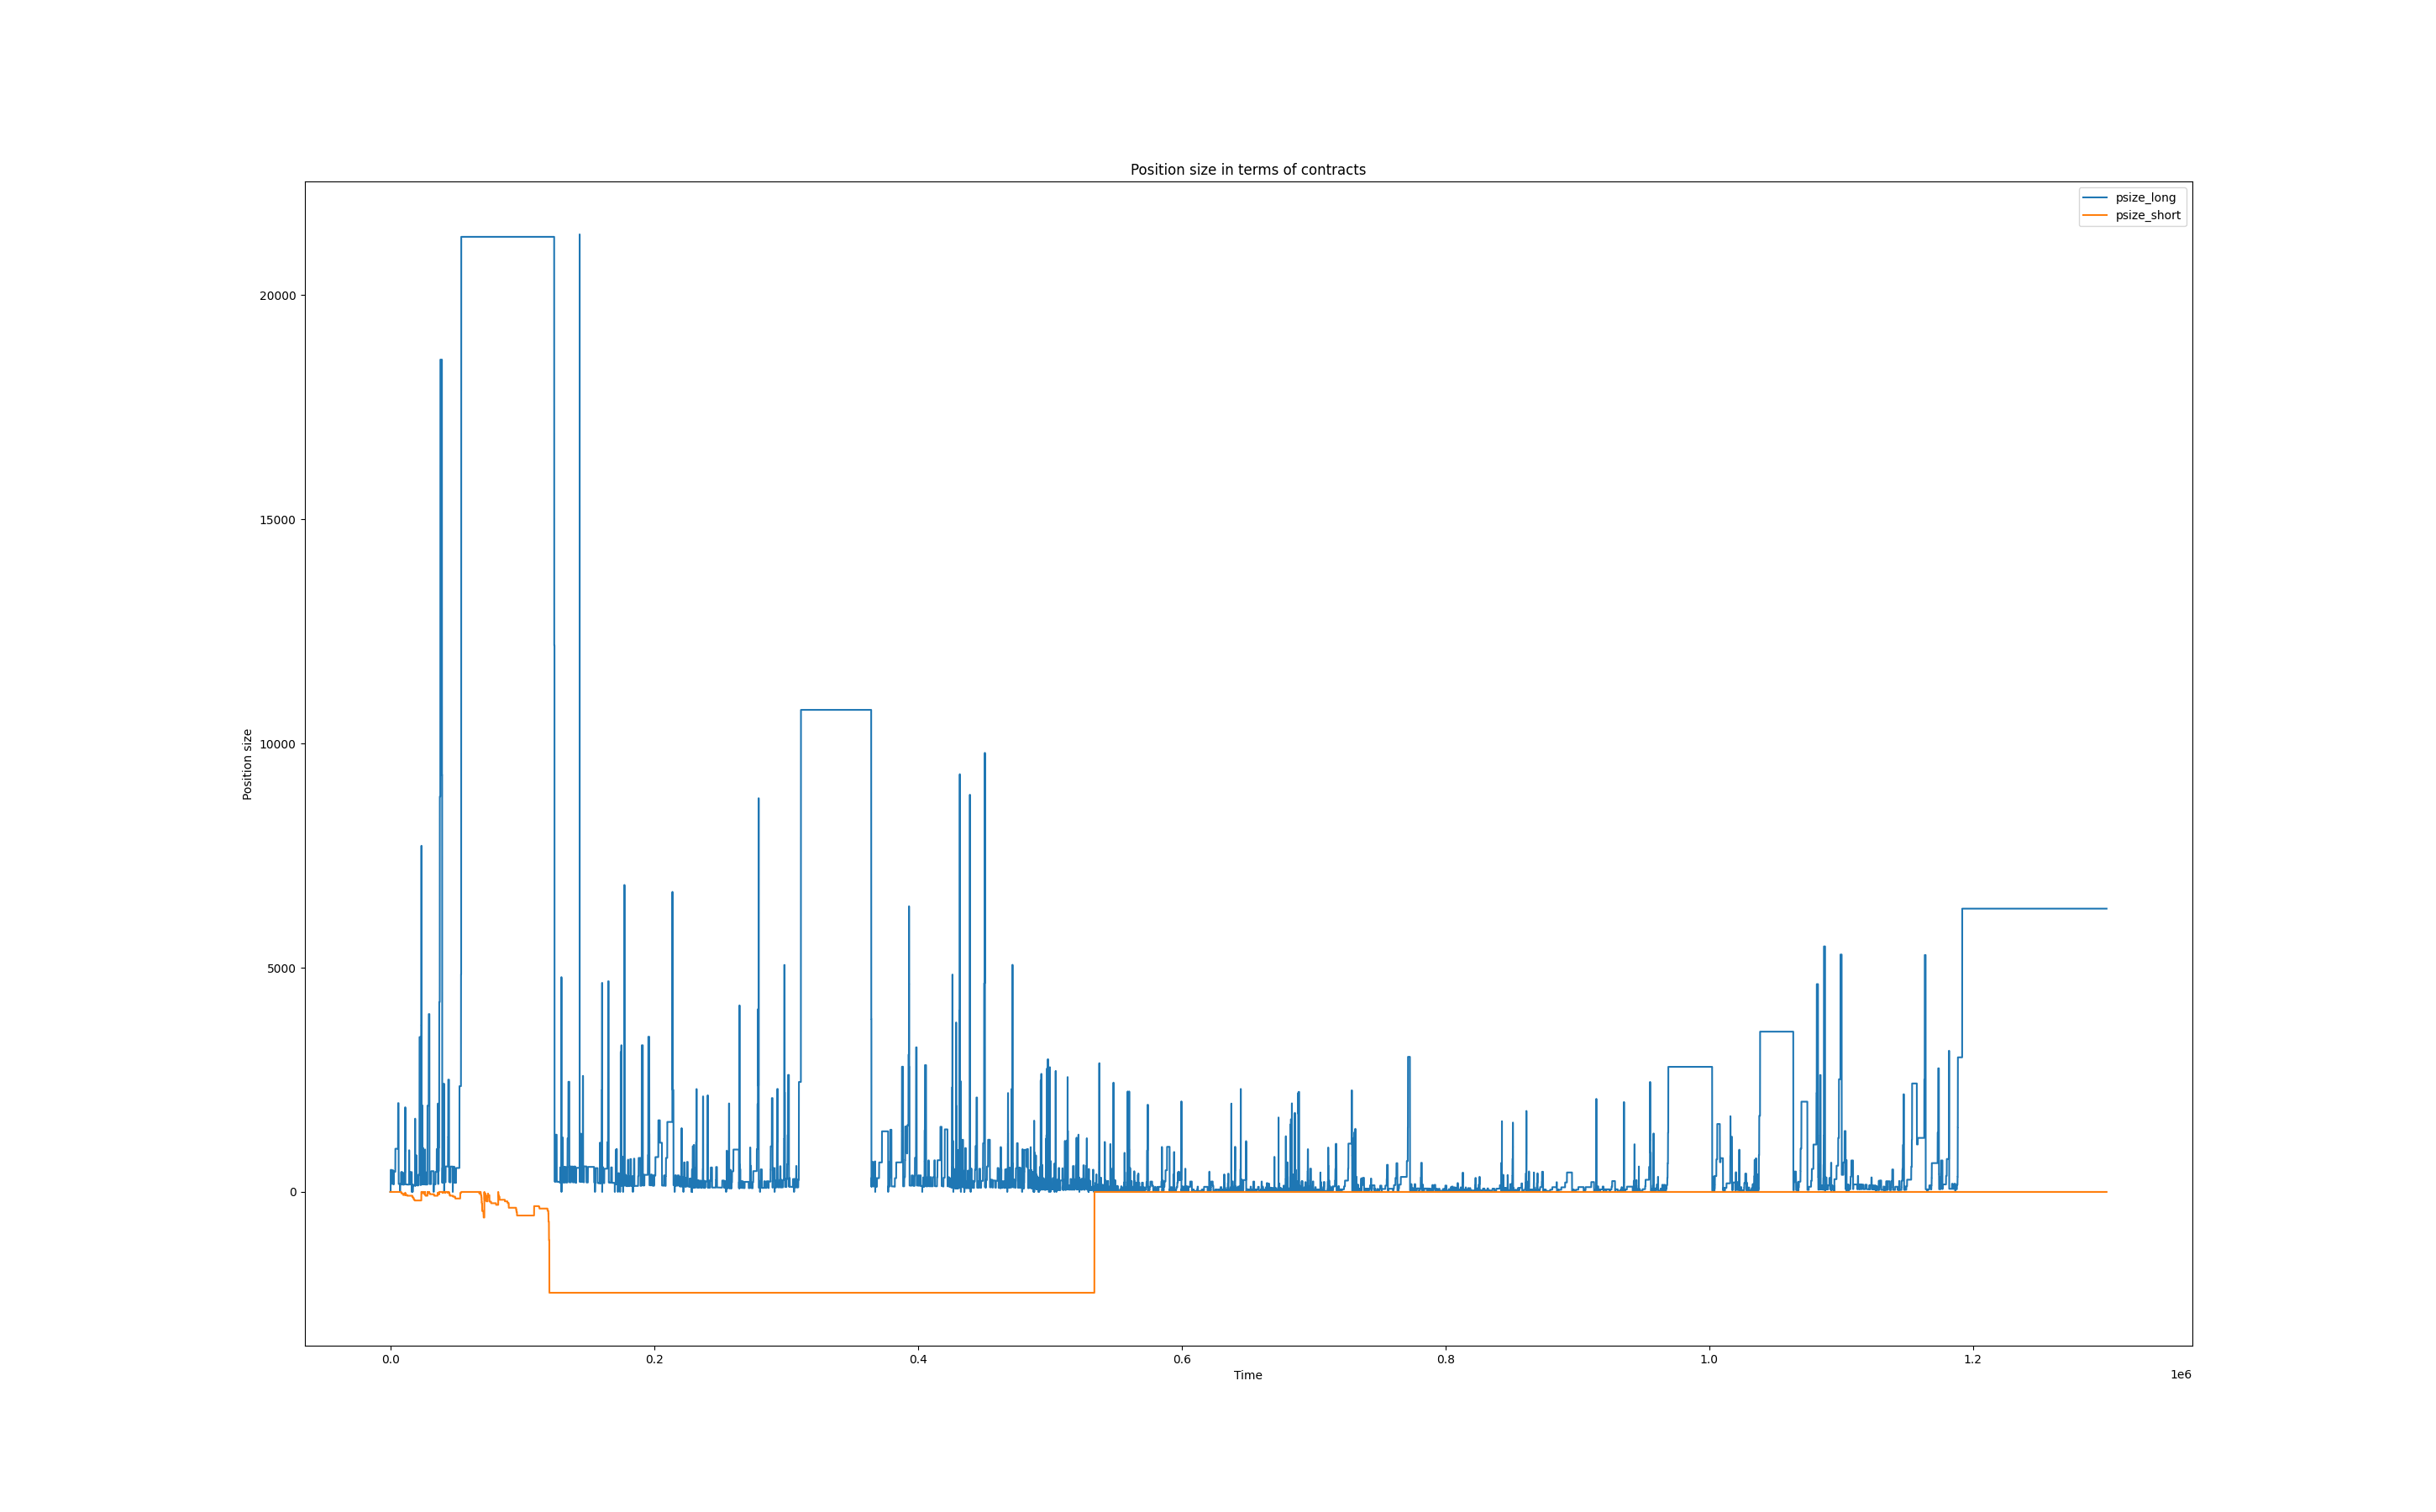 Position size in terms of contracts
psize_long
psize_short
20000
15000
10000
5000
0
Position size
0.0
0.2
0.4
0.6
0.8
1.0
1.2
1e6
Time